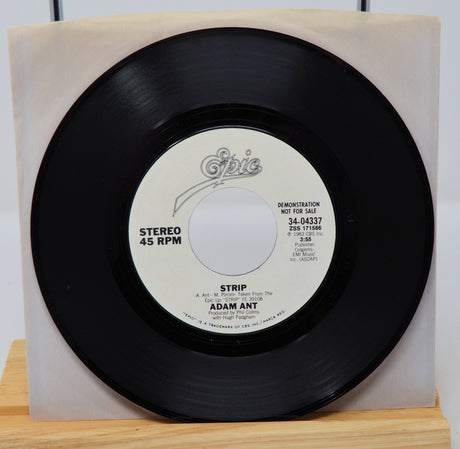 Epic
DEMONSTRATION
NOT FOR SALE
STEREO
45 RPM
34-04337
ZSS 171566
℗ 1983 CBS Inc.
3:55
Publisher:
Colgems-
EMI Music
Inc. (ASCAP)
STRIP
-A. Ant - M. Pirroni- Taken From The
Epic Lp: "STRIP" FE 39108
ADAM ANT
Produced by Phil Collins
with Hugh Padgham
"EPIC" IS A TRADEMARK OF CBS INC./MARCA REG.